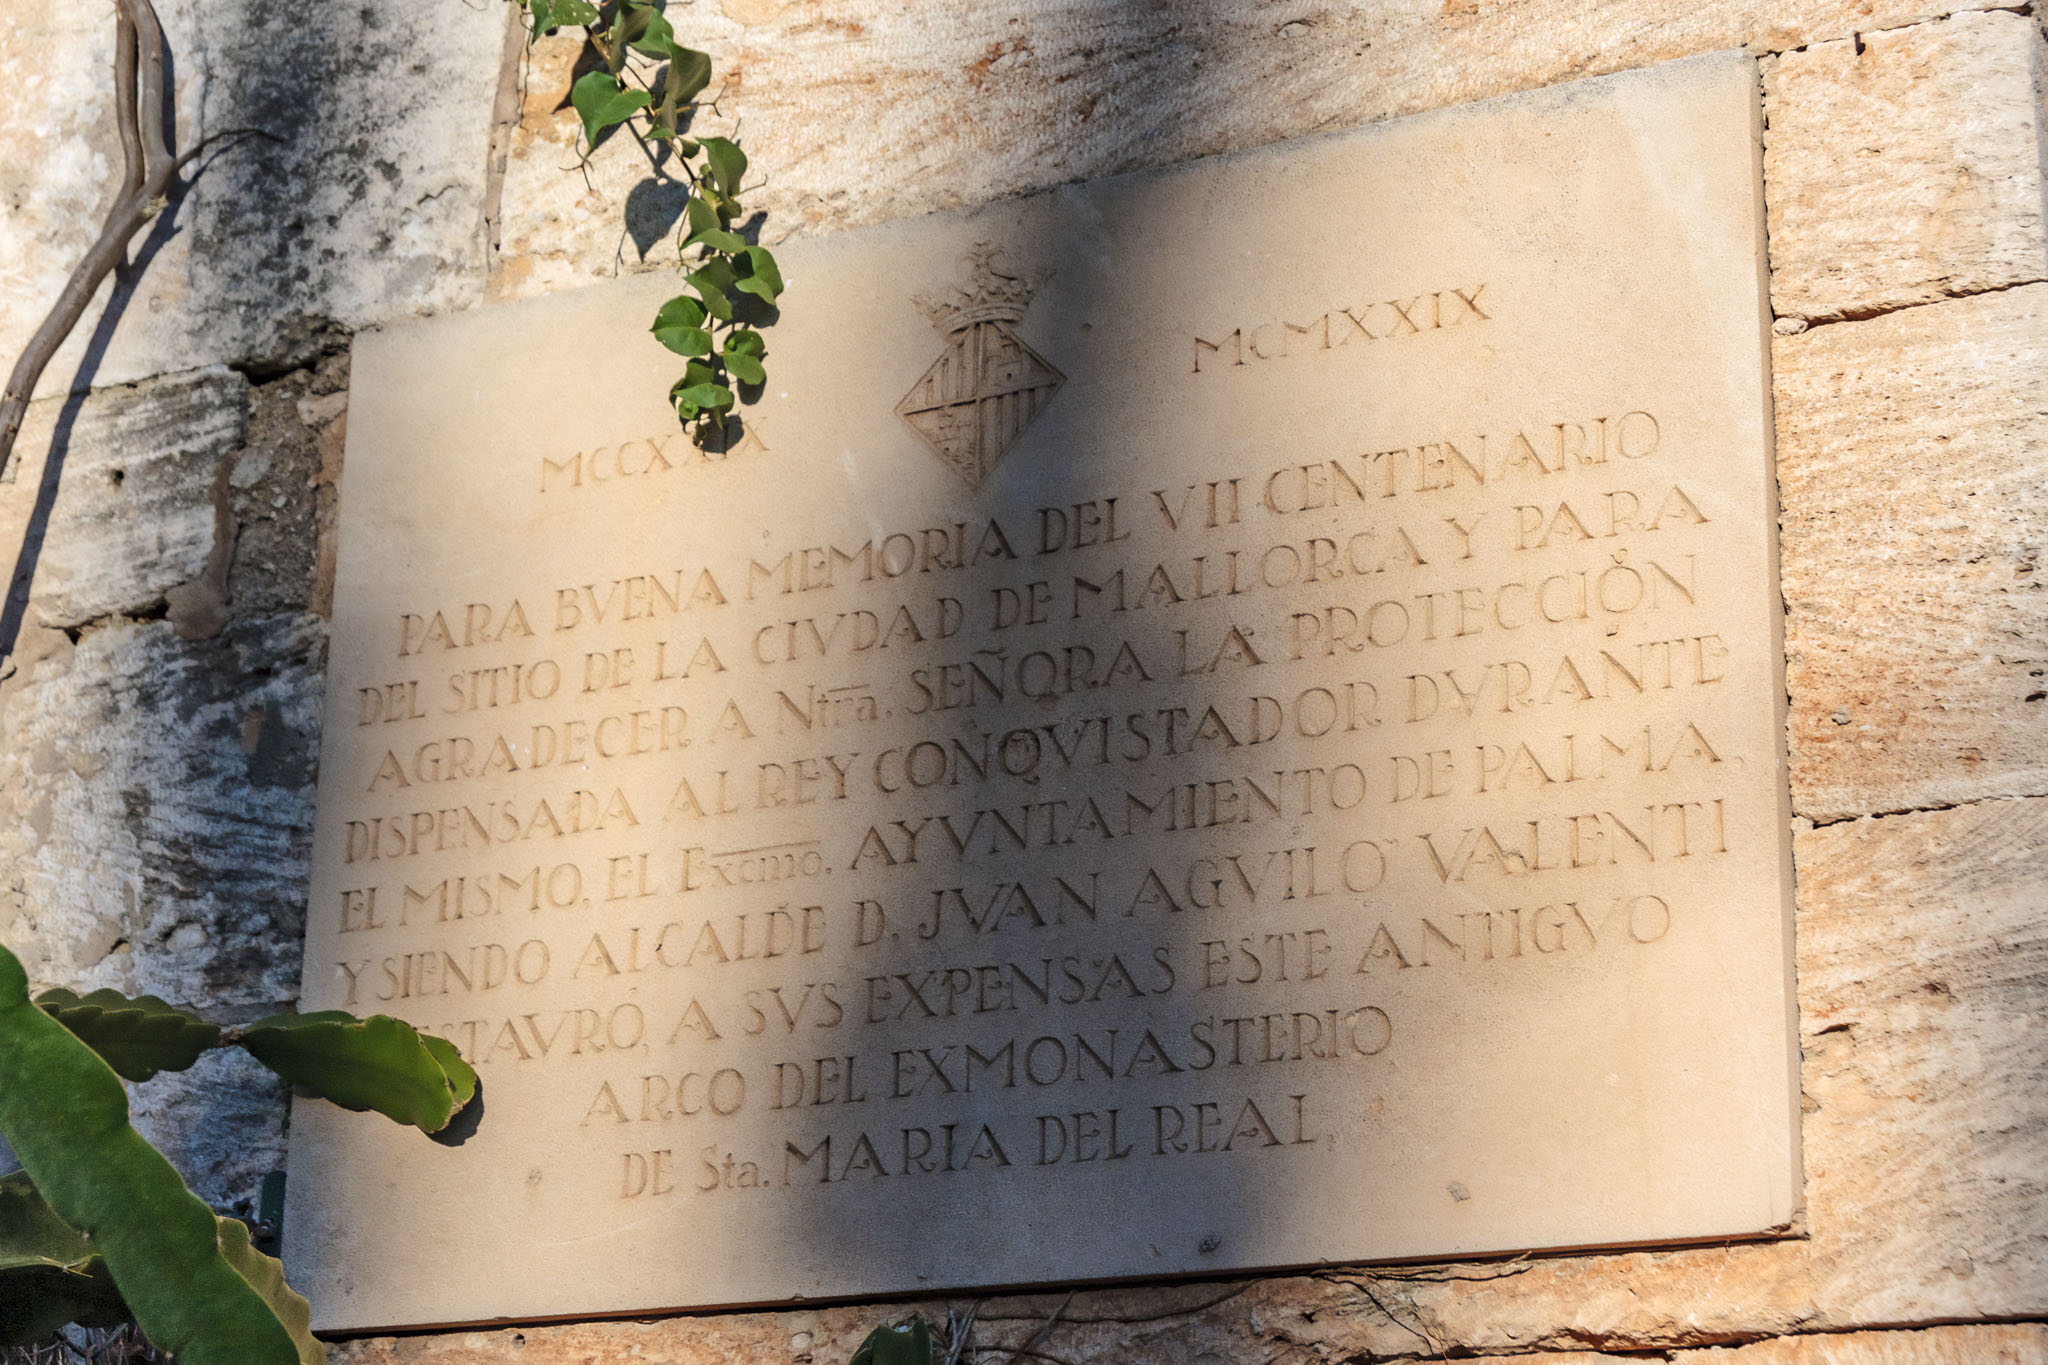 MCCXXIX
MCMXXIX
PARA BVENA MEMORIA DEL VII CENTENARIO
DEL SITIO DE LA CIVDAD DE MALLORCA Y PARA
AGRADECER A Ntra. SEÑORA LA PROTECCIÓN
DISPENSADA AL REY CONQVISTADOR DVRANTE
EL MISMO, EL Excmo. AYVNTAMIENTO DE PALMA,
Y SIENDO ALCALDE D. JVAN AGVILO VALENTI
STAVRÓ, A SVS EXPENSAS ESTE ANTIGVO
ARCO DEL EXMONASTERIO
DE Sta. MARIA DEL REAL,